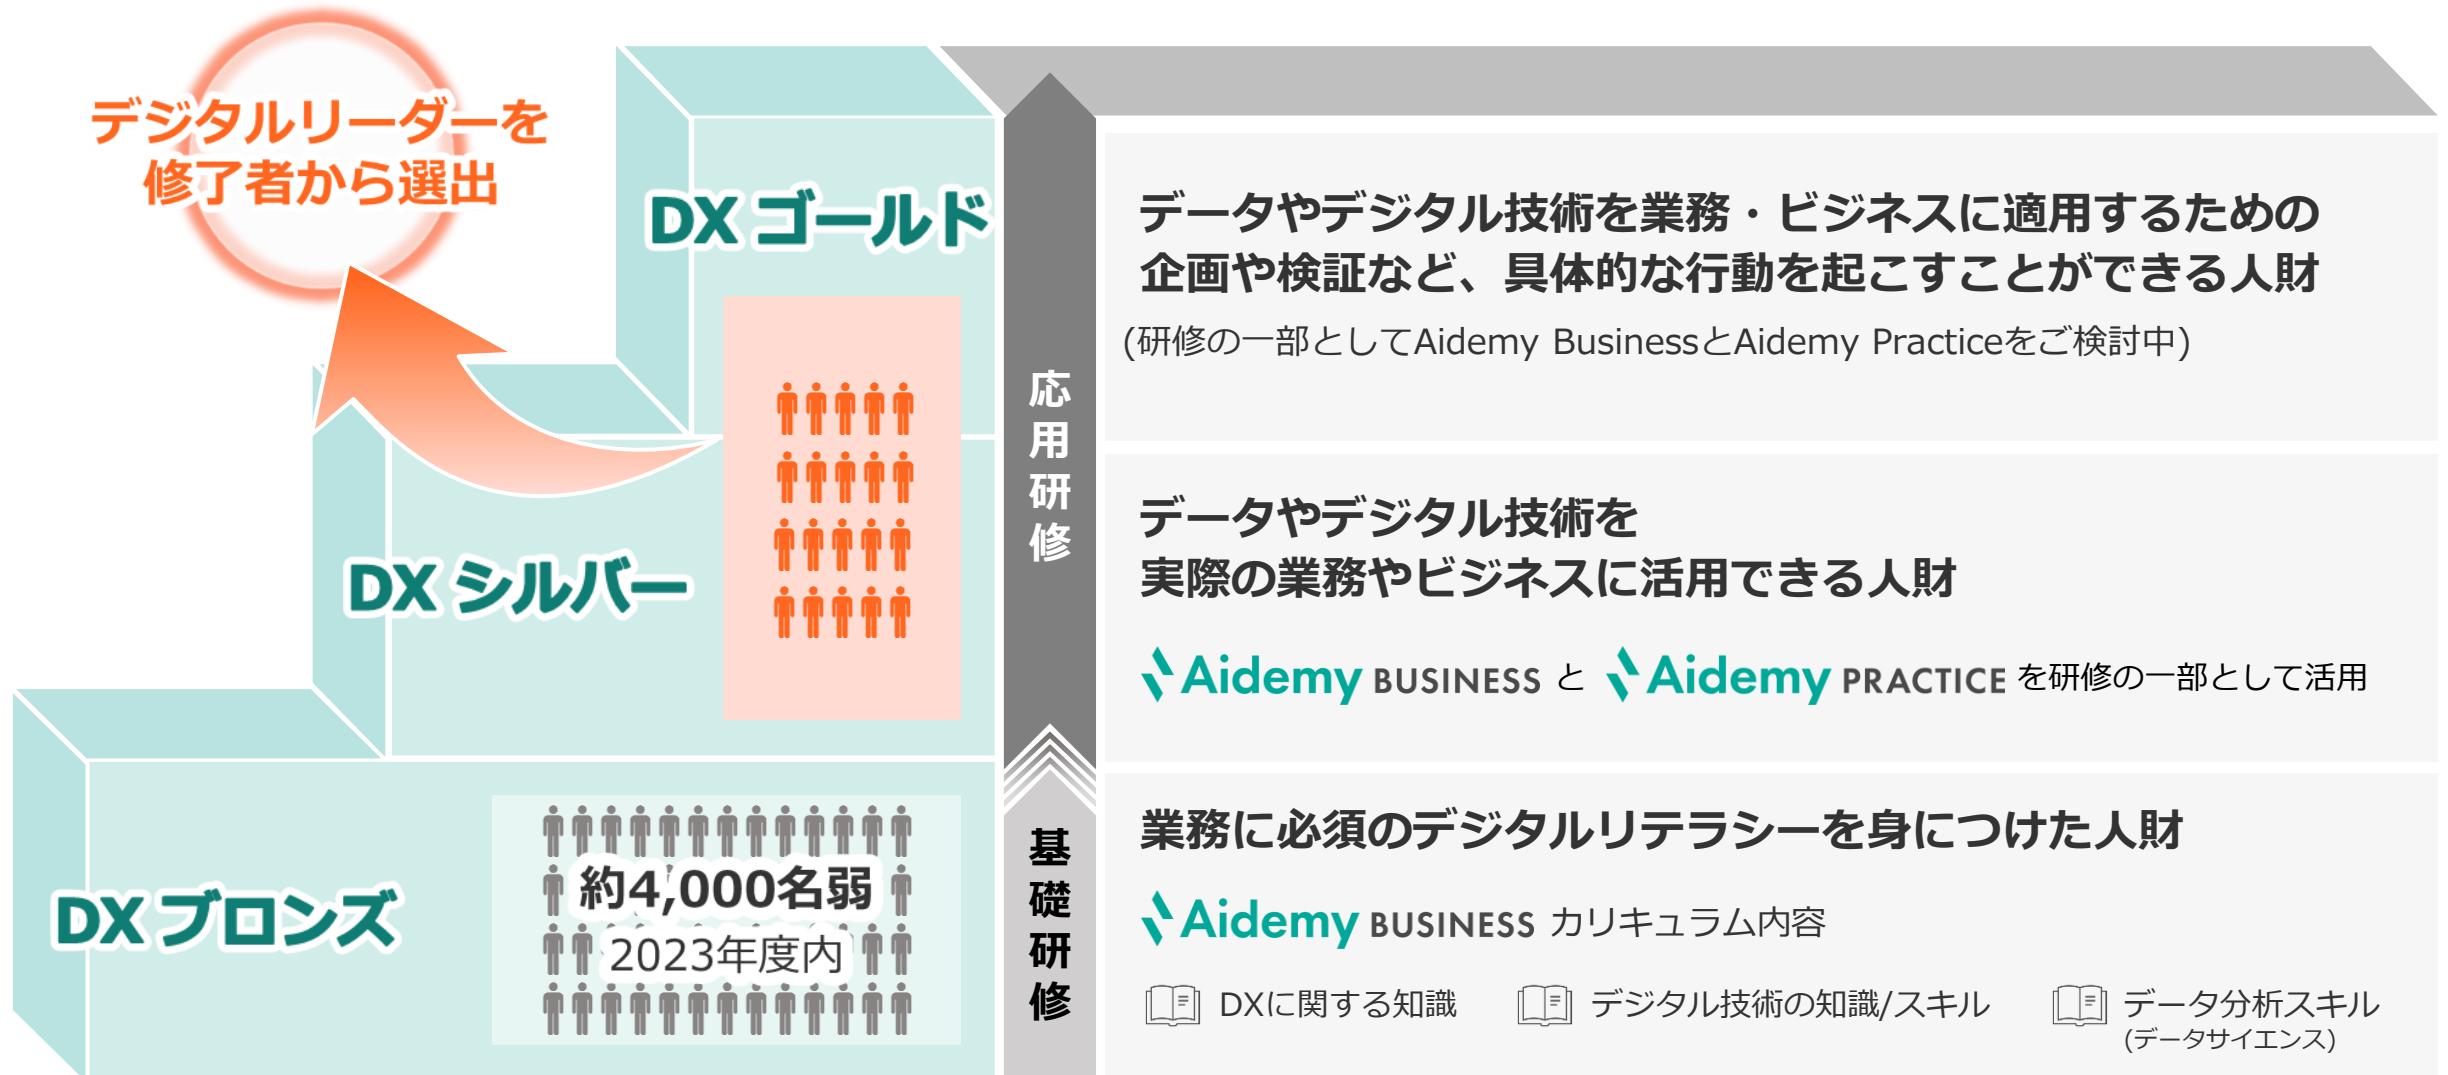 デジタルリーダーを
修了者から選出
DX ゴールド
データやデジタル技術を業務・ビジネスに適用するための
企画や検証など、具体的な行動を起こすことができる人財
(研修の一部としてAidemy BusinessとAidemy Practiceをご検討中)
応用研修
DX シルバー
データやデジタル技術を
実際の業務やビジネスに活用できる人財
Aidemy BUSINESS と Aidemy PRACTICE を研修の一部として活用
DX ブロンズ
約4,000名弱
2023年度内
基礎研修
業務に必須のデジタルリテラシーを身につけた人財
Aidemy BUSINESS カリキュラム内容
DXに関する知識
デジタル技術の知識/スキル
データ分析スキル
(データサイエンス)